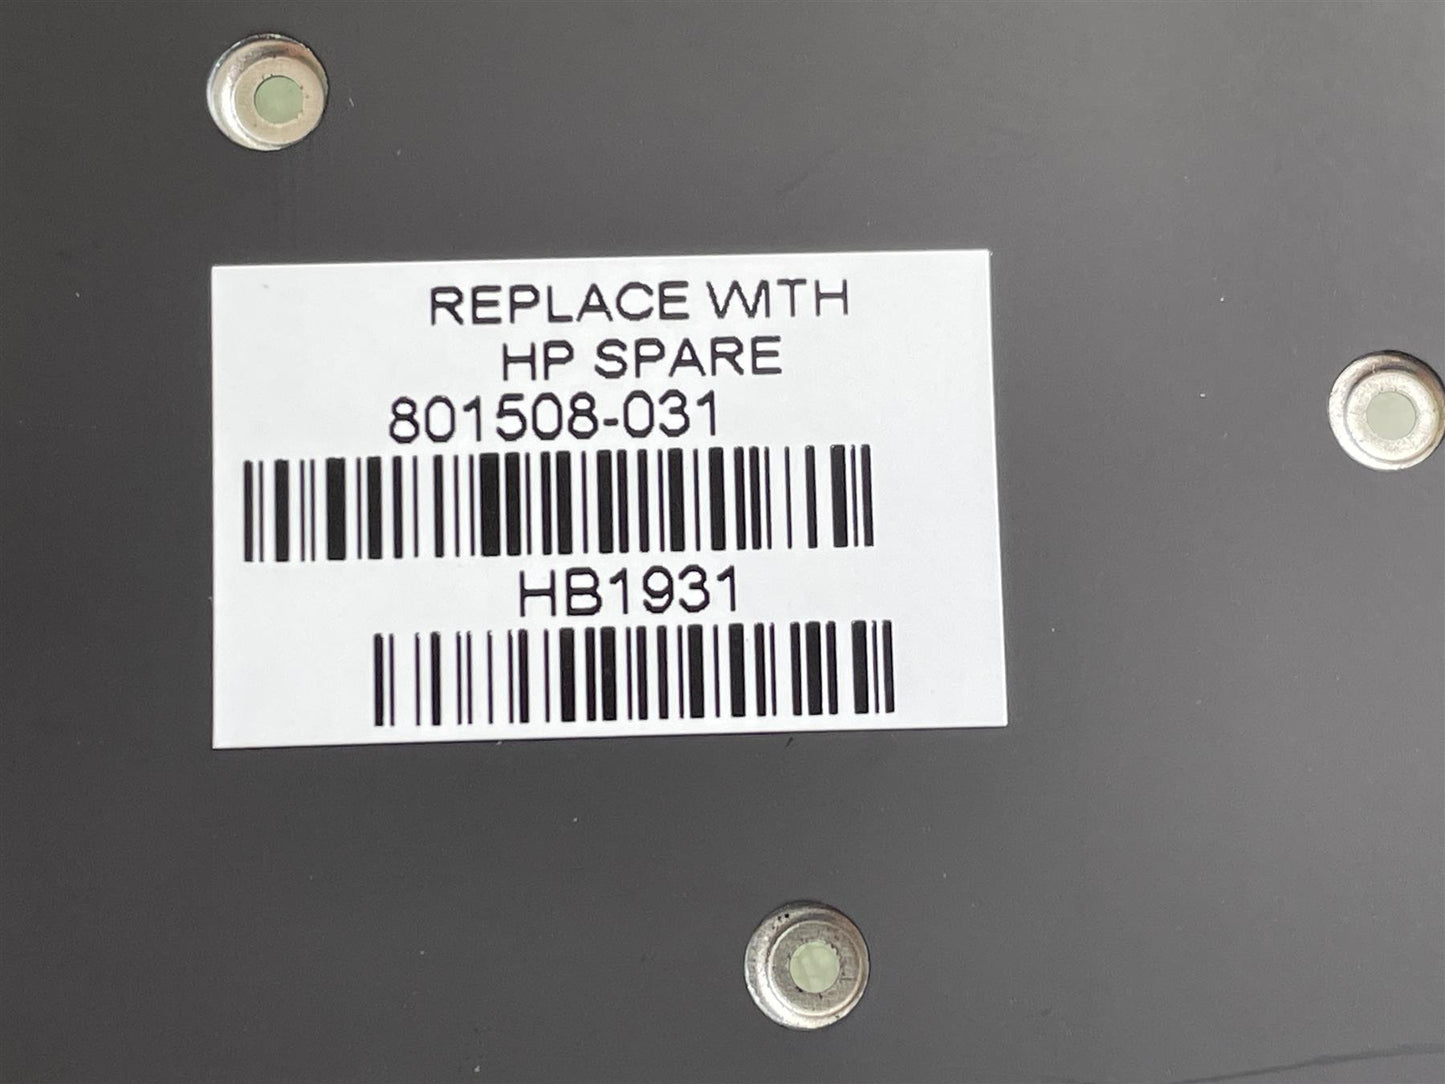 REPLACE WITH
HP SPARE
801508-031
HB1931